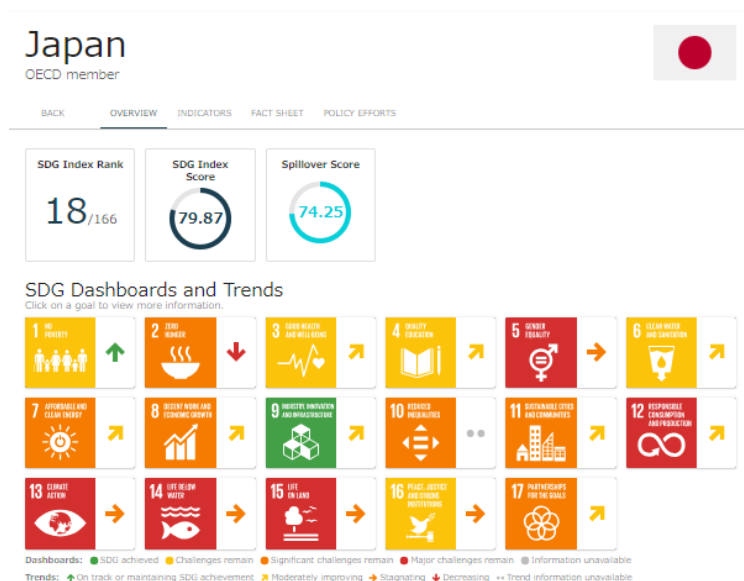 Japan
OECD member
BACK OVERVIEW INDICATORS FACT SHEET POLICY EFFORTS
SDG Index Rank
18/166
SDG Index
Score
79.87
Spillover Score
74.25
SDG Dashboards and Trends
Click on a goal to view more information.
1 NO
POVERTY
2 ZERO
HUNGER
3 GOOD HEALTH
AND WELL-BEING
4 QUALITY
EDUCATION
5 GENDER
EQUALITY
6 CLEAN WATER
AND SANITATION
7 AFFORDABLE AND
CLEAN ENERGY
8 DECENT WORK AND
ECONOMIC GROWTH
9 INDUSTRY, INNOVATION
AND INFRASTRUCTURE
10 REDUCED
INEQUALITIES
11 SUSTAINABLE CITIES
AND COMMUNITIES
12 RESPONSIBLE
CONSUMPTION
AND PRODUCTION
13 CLIMATE
ACTION
14 LIFE BELOW
WATER
15 LIFE
ON LAND
16 PEACE, JUSTICE
AND STRONG
INSTITUTIONS
17 PARTNERSHIPS
FOR THE GOALS
Dashboards: SDG achieved Challenges remain Significant challenges remain Major challenges remain Information unavailable
Trends: On track or maintaining SDG achievement Moderately improving Stagnating Decreasing Trend information unavailable